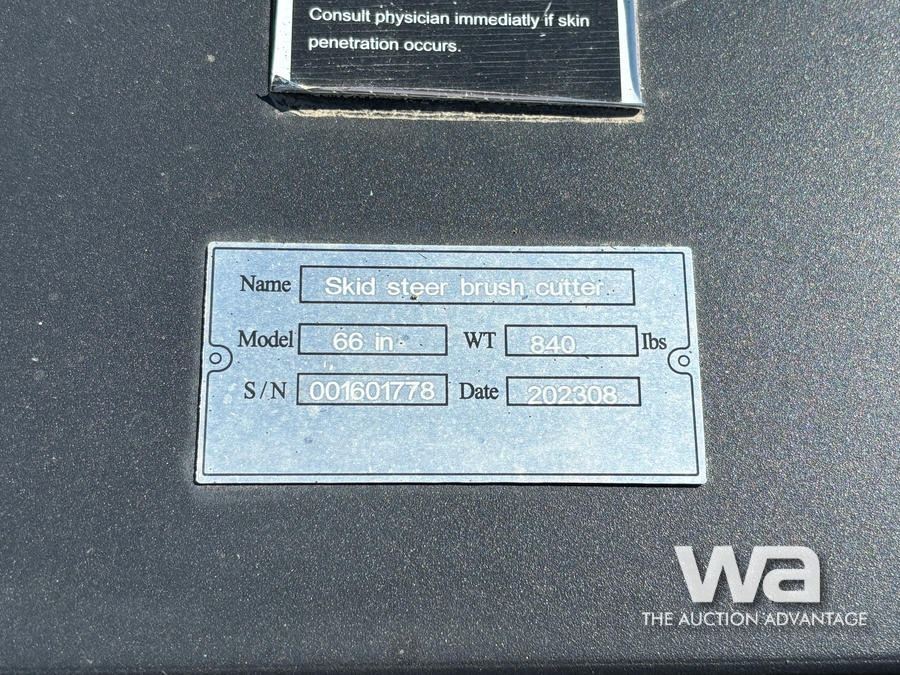 Consult physician immediatly if skin
penetration occurs.
Name Skid steer brush cutter
Model 66 in WT 840 lbs
S/N 001601778 Date 202308
wa
THE AUCTION ADVANTAGE